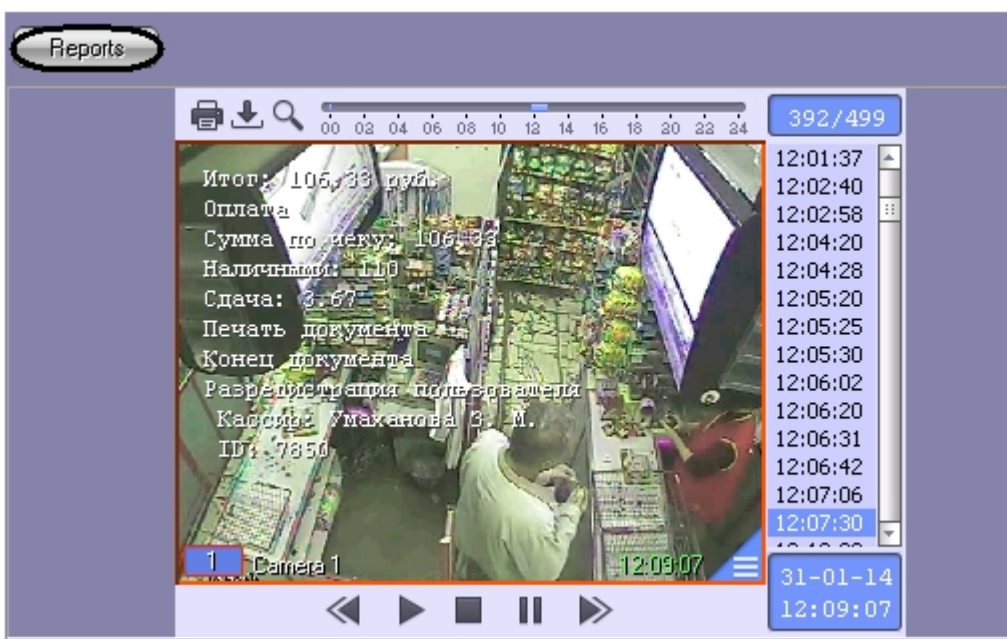 Reports
00 02 04 06 08 10 12 14 16 18 20 22 24
392/499
Итог: 106,33 руб.
Оплата
Сумма по чеку: 106,33
Наличными: 110
Сдача: 3.67
Печать документа
Конец документа
Разрегистрация пользователя
Кассир: Умаханова З. М.
ID: 7850
1 Camera 1 12:09:07
12:01:37
12:02:40
12:02:58
12:04:20
12:04:28
12:05:20
12:05:25
12:05:30
12:06:02
12:06:20
12:06:31
12:06:42
12:07:06
12:07:30
31-01-14
12:09:07